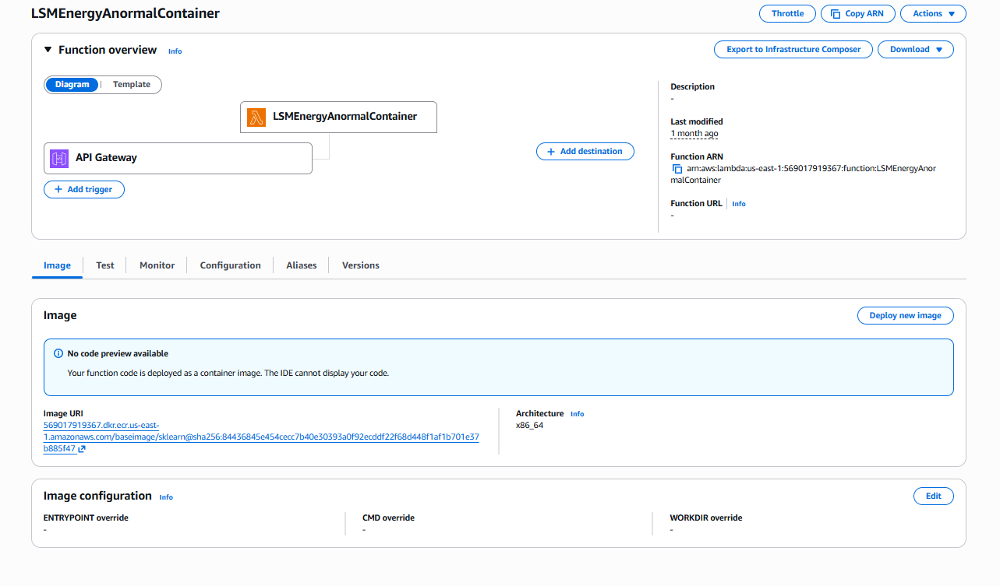 LSMEnergyAnormalContainer
Throttle
Copy ARN
Actions
Function overview
Info
Export to Infrastructure Composer
Download
Diagram
Template
LSMEnergyAnormalContainer
API Gateway
Add trigger
Add destination
Description
-
Last modified
1 month ago
Function ARN
arn:aws:lambda:us-east-1:569017919367:function:LSMEnergyAnor
malContainer
Function URL
Info
-
Image
Test
Monitor
Configuration
Aliases
Versions
Image
Deploy new image
No code preview available
Your function code is deployed as a container image. The IDE cannot display your code.
Image URI
569017919367.dkr.ecr.us-east-
1.amazonaws.com/baseimage/sklearn@sha256:84436845e454cecc7b40e30393a0f92ecddf22f68d448f1af1b701e37
b885f47
Architecture
Info
x86_64
Image configuration
Info
Edit
ENTRYPOINT override
-
CMD override
-
WORKDIR override
-